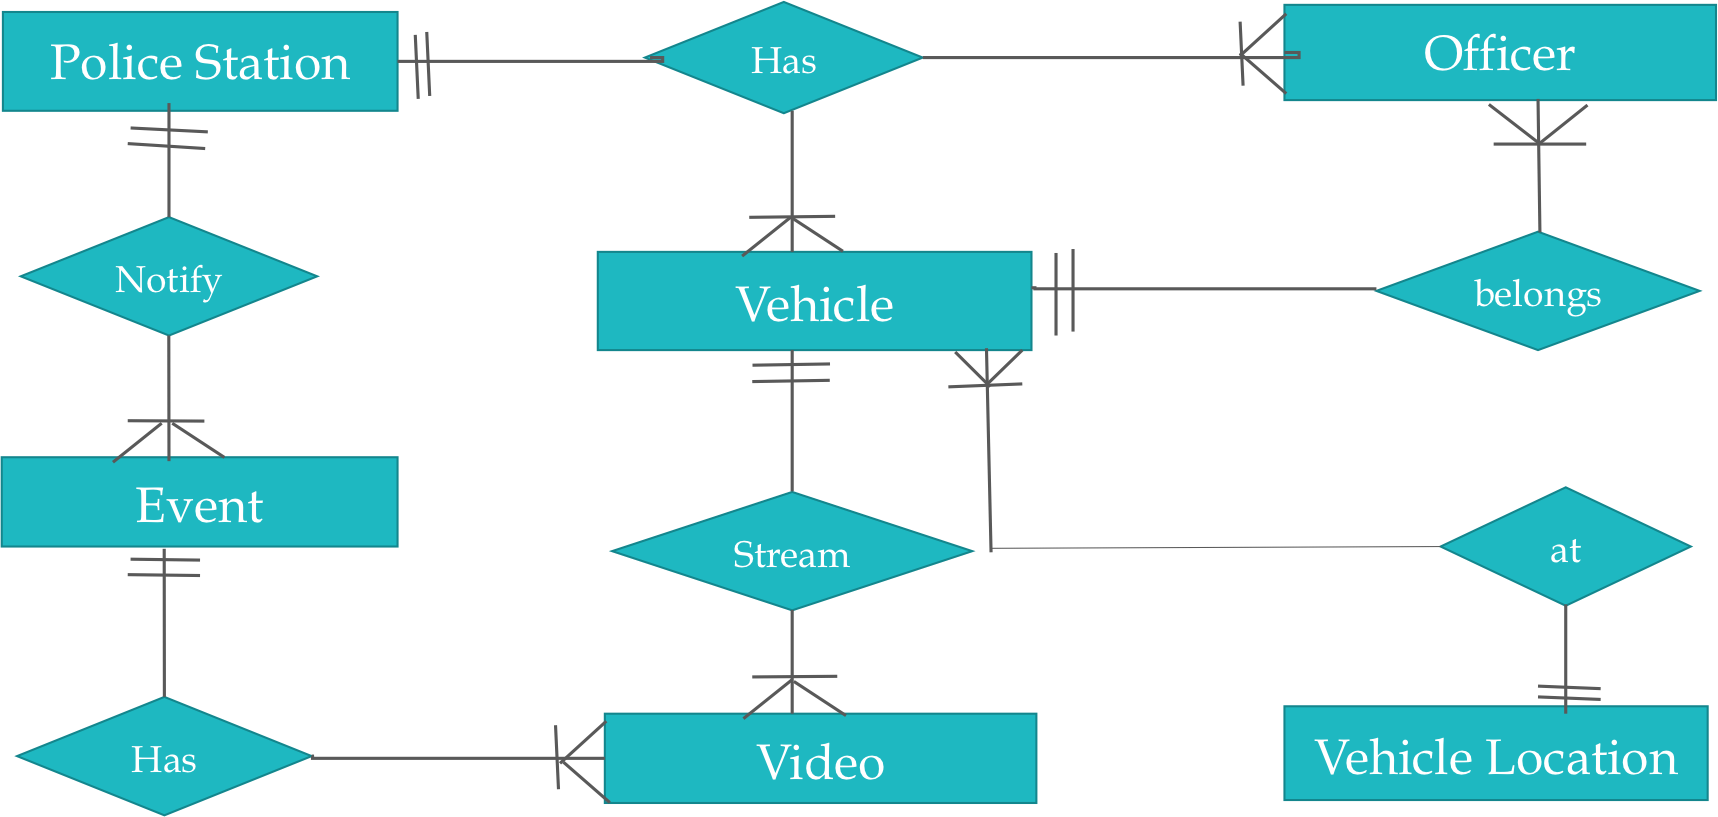 Police Station
Has
Officer
Notify
Vehicle
belongs
Event
Stream
at
Has
Video
Vehicle Location